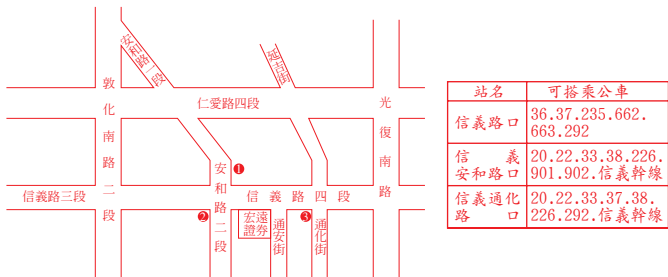 安和路一段
延吉街
敦化南路二段
仁愛路四段
光復南路
安和路二段
❶
信義路三段
信義路四段
❷
宏遠
證券
通安街
❸
通化街
站名 可搭乘公車
信義路口 36.37.235.662.
663.292
信義
安和路口 20.22.33.38.226.
901.902.信義幹線
信義通化
路口 20.22.33.37.38.
226.292.信義幹線